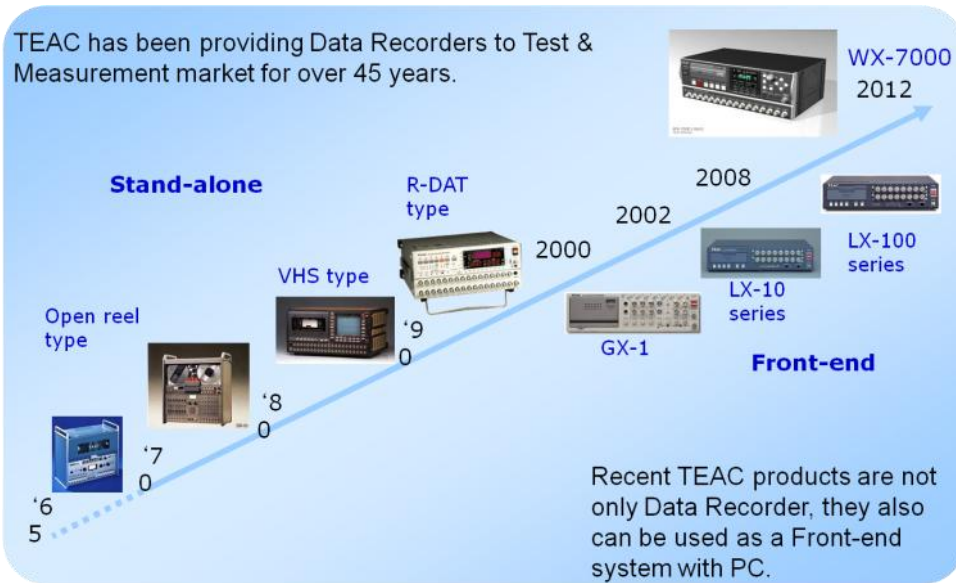 TEAC has been providing Data Recorders to Test &
Measurement market for over 45 years.
WX-7000
2012
Stand-alone
R-DAT
type
2008
2002
2000
LX-100
series
VHS type
LX-10
series
Open reel
type
GX-1
Front-end
'9
0
'8
0
'7
0
'6
5
Recent TEAC products are not
only Data Recorder, they also
can be used as a Front-end
system with PC.